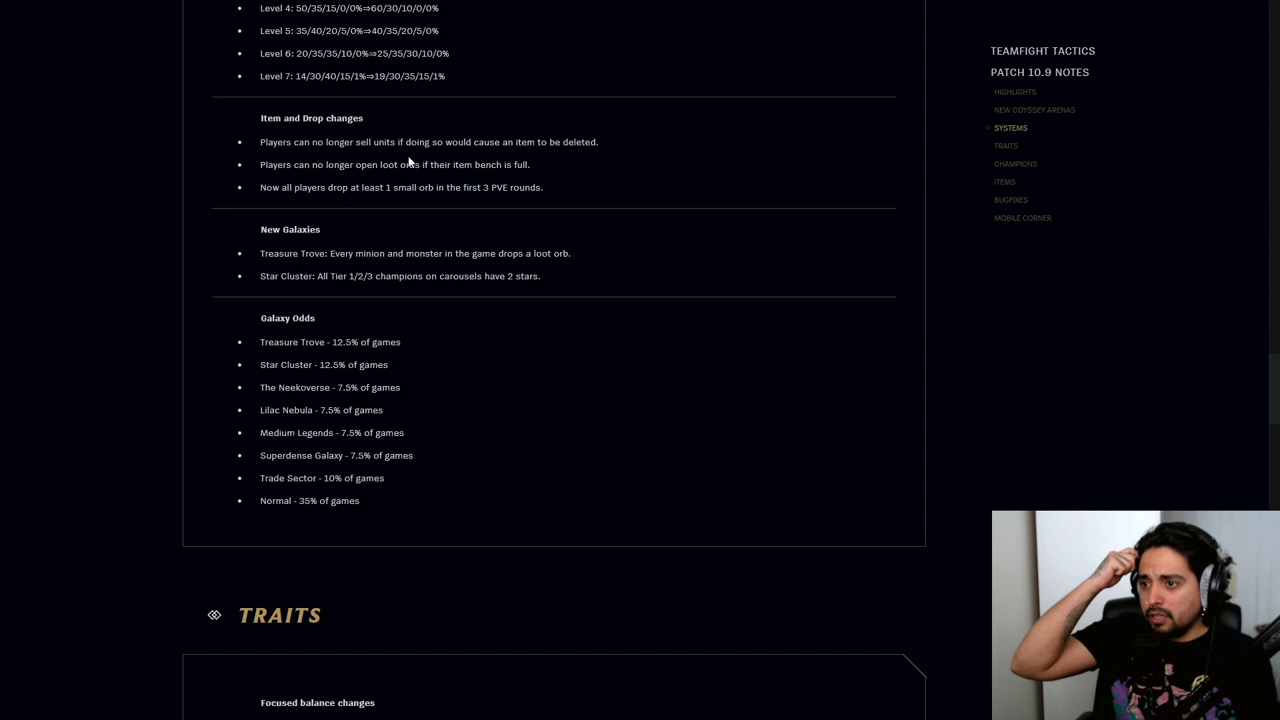 Level 4: 50/35/15/0/0%⇒60/30/10/0/0%
Level 5: 35/40/20/5/0%⇒40/35/20/5/0%
Level 6: 20/35/35/10/0%⇒25/35/30/10/0%
Level 7: 14/30/40/15/1%⇒19/30/35/15/1%
Item and Drop changes
Players can no longer sell units if doing so would cause an item to be deleted.
Players can no longer open loot orbs if their item bench is full.
Now all players drop at least 1 small orb in the first 3 PVE rounds.
New Galaxies
Treasure Trove: Every minion and monster in the game drops a loot orb.
Star Cluster: All Tier 1/2/3 champions on carousels have 2 stars.
Galaxy Odds
Treasure Trove - 12.5% of games
Star Cluster - 12.5% of games
The Neekoverse - 7.5% of games
Lilac Nebula - 7.5% of games
Medium Legends - 7.5% of games
Superdense Galaxy - 7.5% of games
Trade Sector - 10% of games
Normal - 35% of games
TRAITS
Focused balance changes
TEAMFIGHT TACTICS
PATCH 10.9 NOTES
HIGHLIGHTS
NEW ODYSSEY ARENAS
SYSTEMS
TRAITS
CHAMPIONS
ITEMS
BUGFIXES
MOBILE CORNER